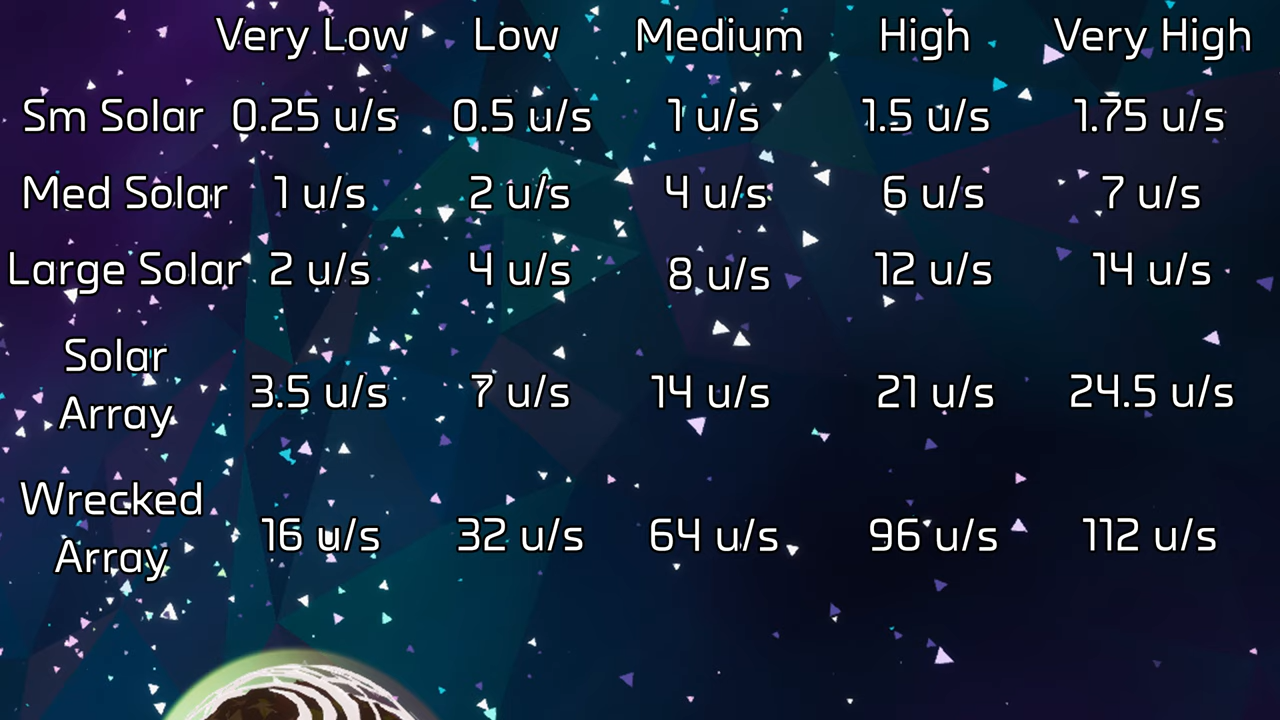 Very Low Low Medium High Very High
Sm Solar 0.25 u/s 0.5 u/s 1 u/s 1.5 u/s 1.75 u/s
Med Solar 1 u/s 2 u/s 4 u/s 6 u/s 7 u/s
Large Solar 2 u/s 4 u/s 8 u/s 12 u/s 14 u/s
Solar
Array 3.5 u/s 7 u/s 14 u/s 21 u/s 24.5 u/s
Wrecked
Array 16 u/s 32 u/s 64 u/s 96 u/s 112 u/s